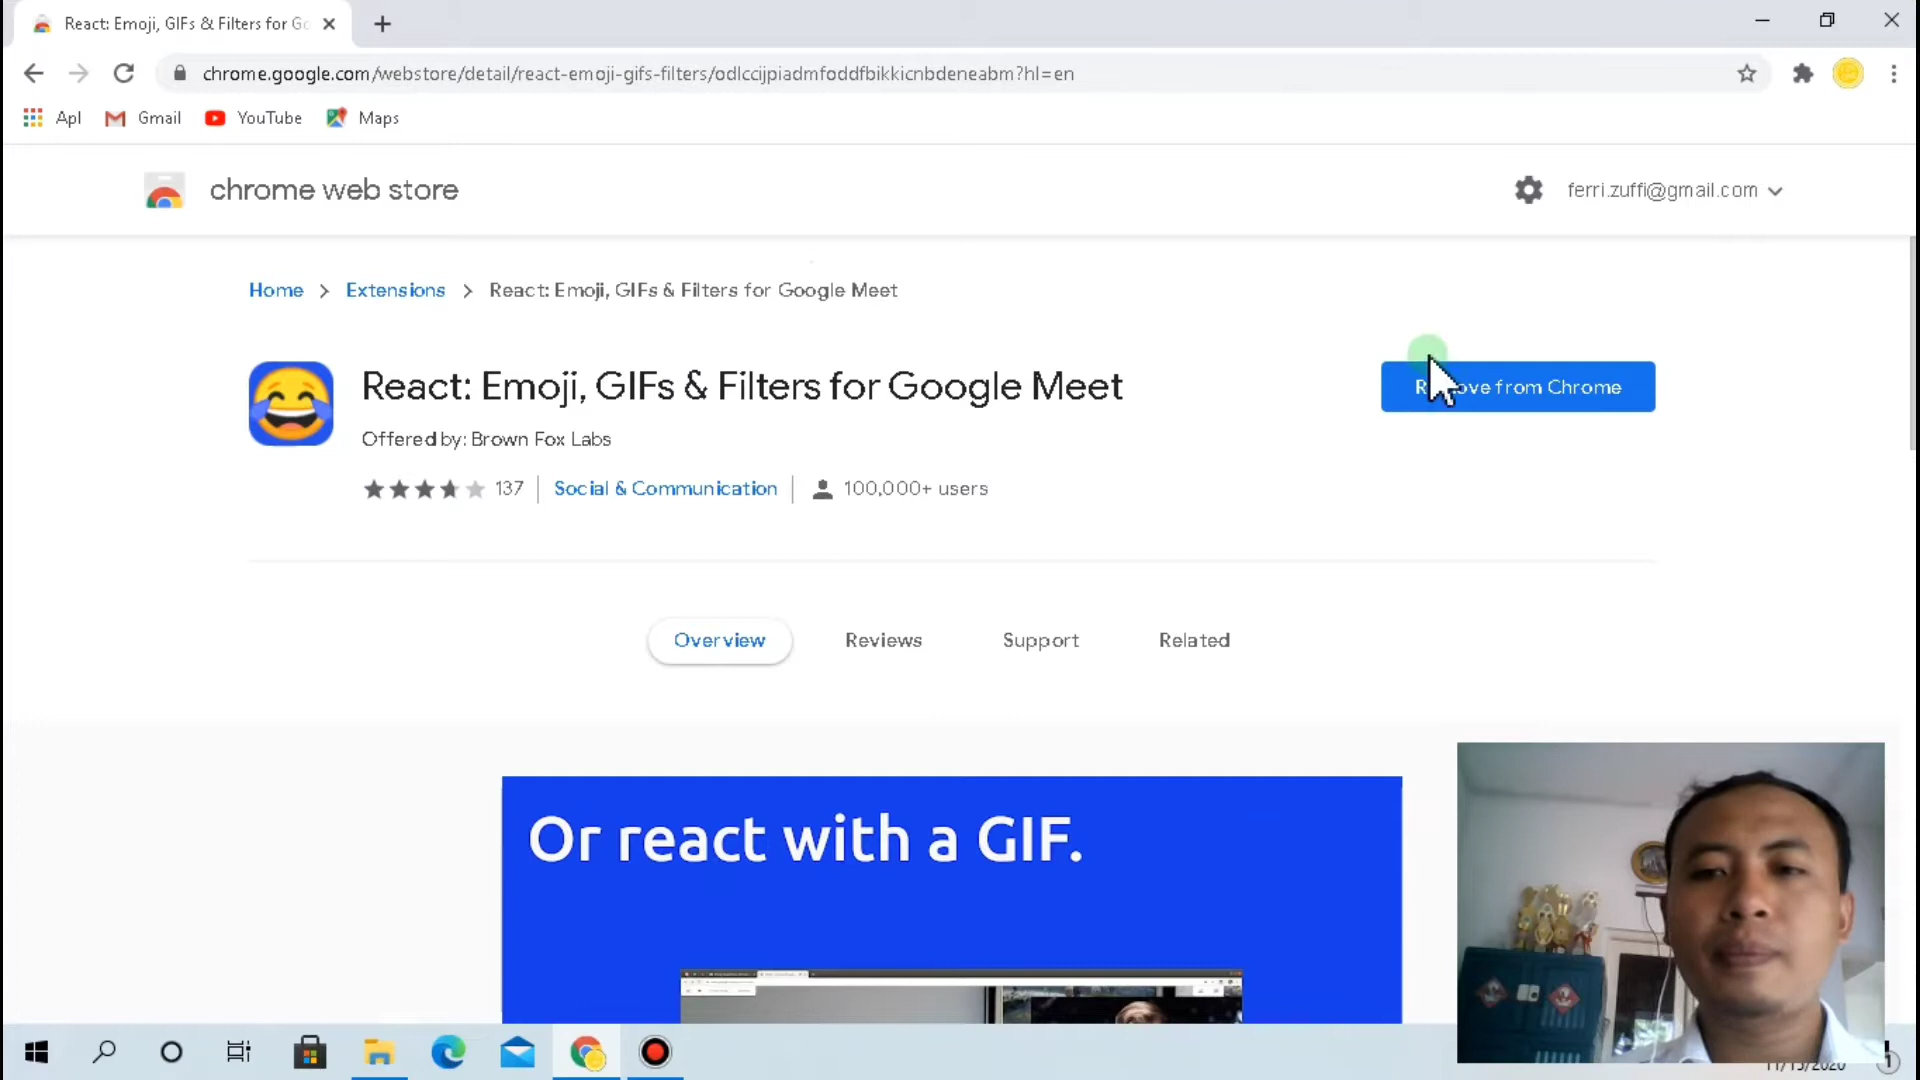 React: Emoji, GIFs & Filters for Go
chrome.google.com/webstore/detail/react-emoji-gifs-filters/odlccijpiadmfoddfbikkicnbdeneabm?hl=en
Apl Gmail YouTube Maps
chrome web store
ferri.zuffi@gmail.com
Home > Extensions > React: Emoji, GIFs & Filters for Google Meet
React: Emoji, GIFs & Filters for Google Meet
from Chrome
Offered by: Brown Fox Labs
137 Social & Communication 100,000+ users
Overview Reviews Support Related
Or react with a GIF.